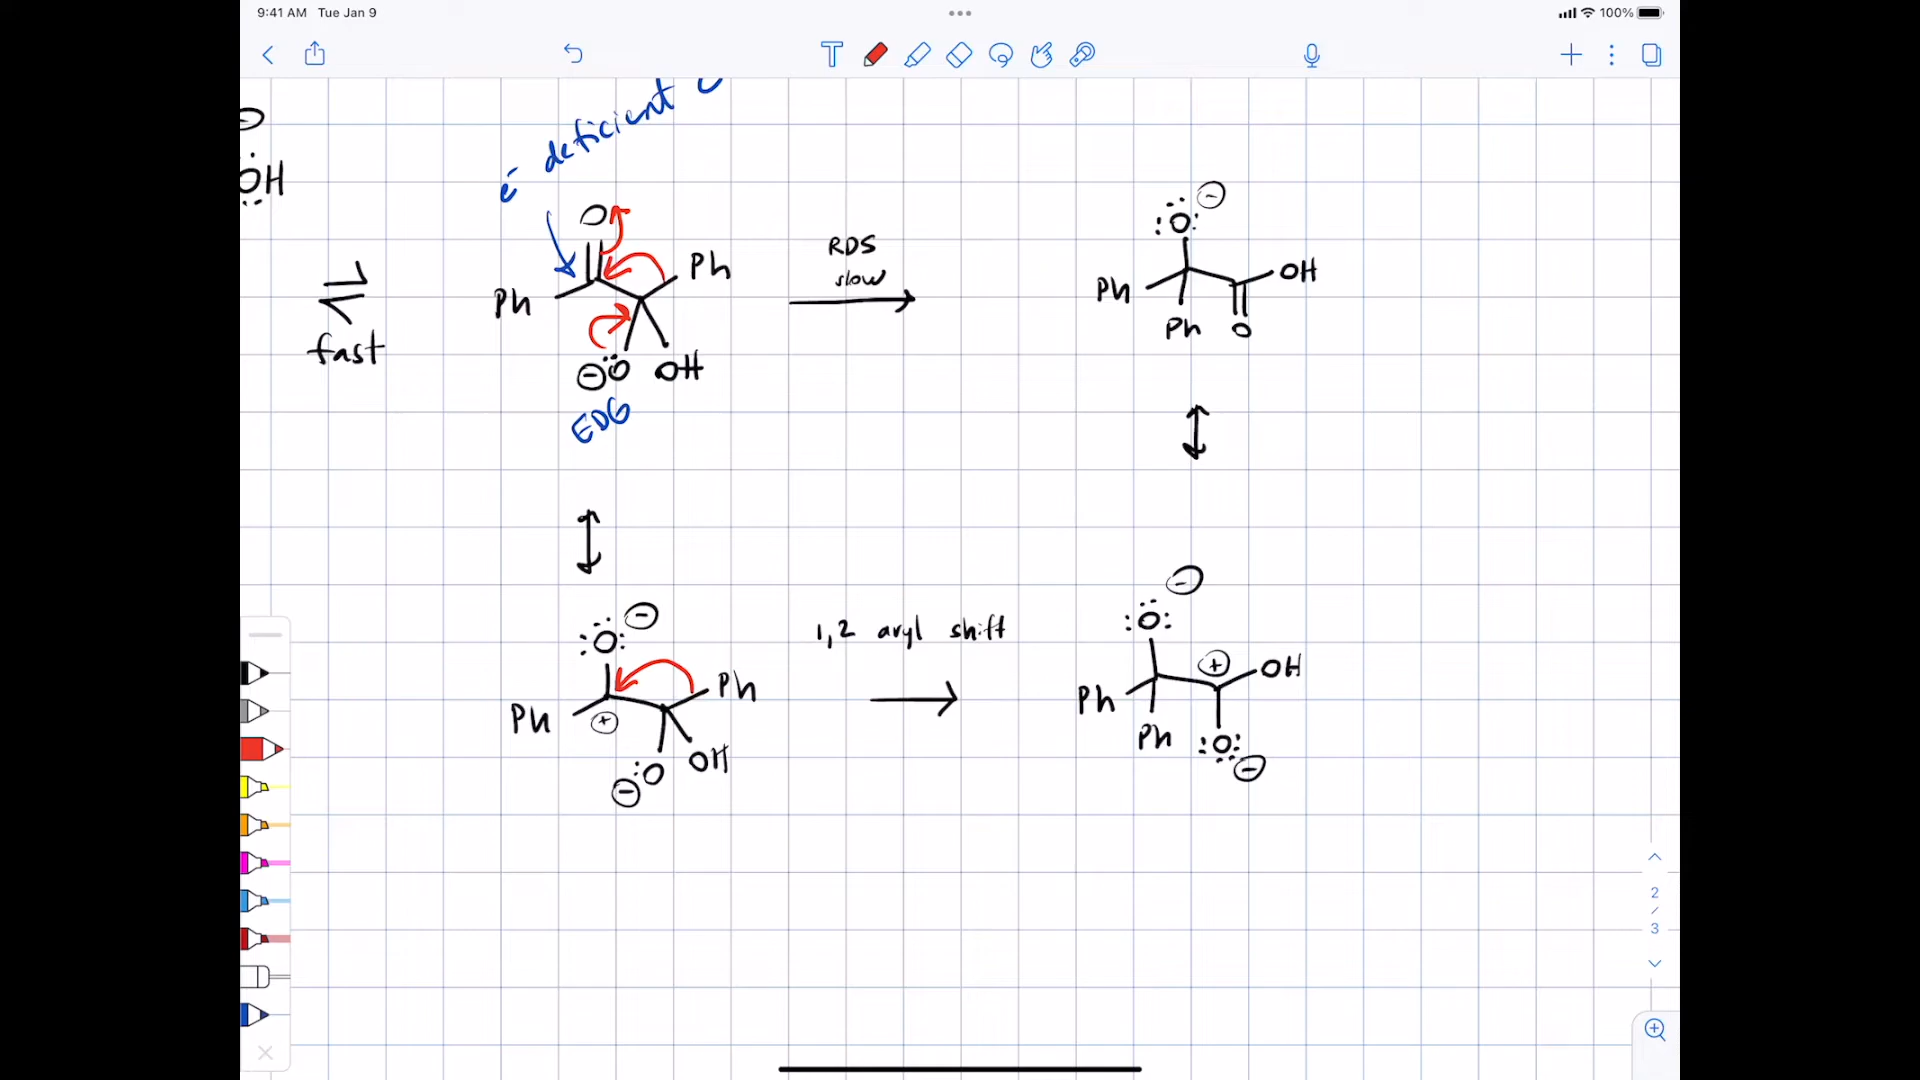 9:41 AM Tue Jan 9
100%
e⁻ deficient C
⊖
:ÖH
fast
O
Ph
Ph
⊖Ö
OH
EDG
RDS
slow
⊖
:Ö:
Ph
Ph
OH
O
⊖
:Ö:
Ph
⊕
Ph
⊖:O
OH
1,2 aryl shift
⊖
:Ö:
Ph
Ph
⊕
OH
:O:
⊖
2
/
3